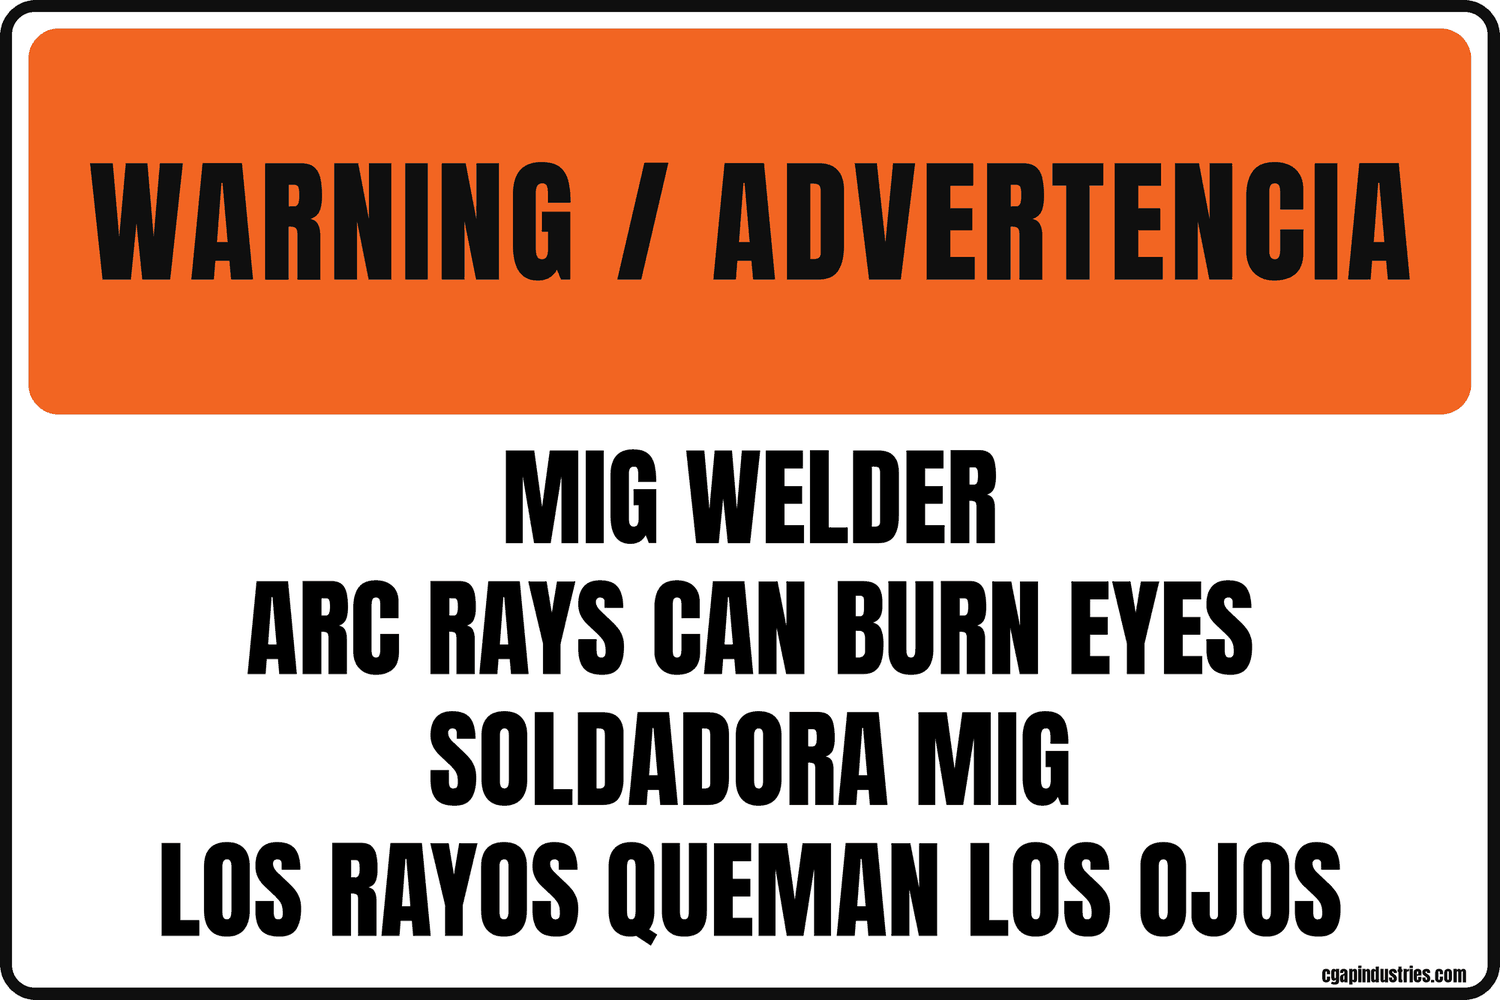 WARNING / ADVERTENCIA
MIG WELDER
ARC RAYS CAN BURN EYES
SOLDADORA MIG
LOS RAYOS QUEMAN LOS OJOS
cgapindustries.com